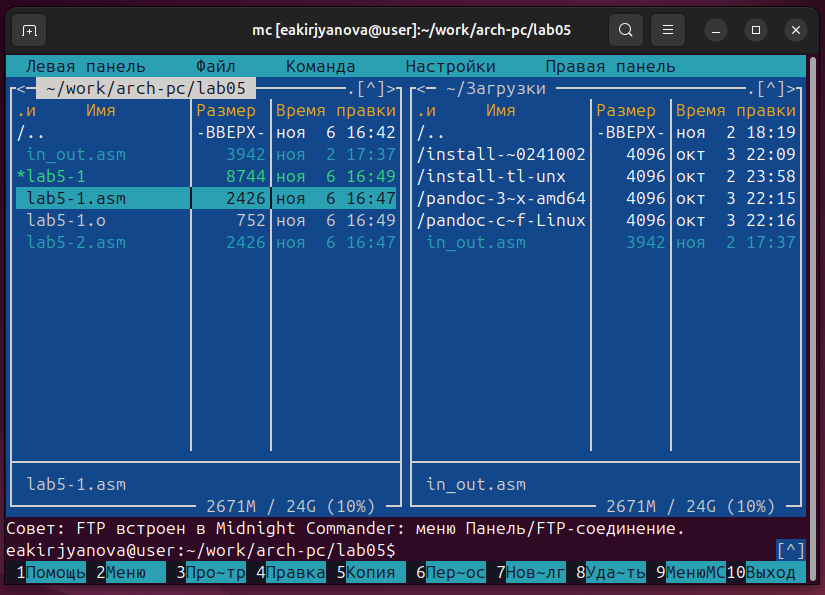 mc [eakirjyanova@user]:~/work/arch-pc/lab05
Левая панель Файл Команда Настройки Правая панель
<─ ~/work/arch-pc/lab05 .[^]> <─ ~/Загрузки .[^]>
.и Имя Размер Время правки .и Имя Размер Время правки
/.. -ВВЕРХ- ноя 6 16:42 /.. -ВВЕРХ- ноя 2 18:19
in_out.asm 3942 ноя 2 17:37 /install-~0241002 4096 окт 3 22:09
*lab5-1 8744 ноя 6 16:49 /install-tl-unx 4096 окт 2 23:58
lab5-1.asm 2426 ноя 6 16:47 /pandoc-3~x-amd64 4096 окт 3 22:15
lab5-1.o 752 ноя 6 16:49 /pandoc-c~f-Linux 4096 окт 3 22:16
lab5-2.asm 2426 ноя 6 16:47 in_out.asm 3942 ноя 2 17:37
lab5-1.asm in_out.asm
2671M / 24G (10%) 2671M / 24G (10%)
Совет: FTP встроен в Midnight Commander: меню Панель/FTP-соединение.
eakirjyanova@user:~/work/arch-pc/lab05$ [^]
1Помощь 2Меню 3Про~тр 4Правка 5Копия 6Пер~ос 7Нов~лг 8Уда~ть 9МенюMC 10Выход